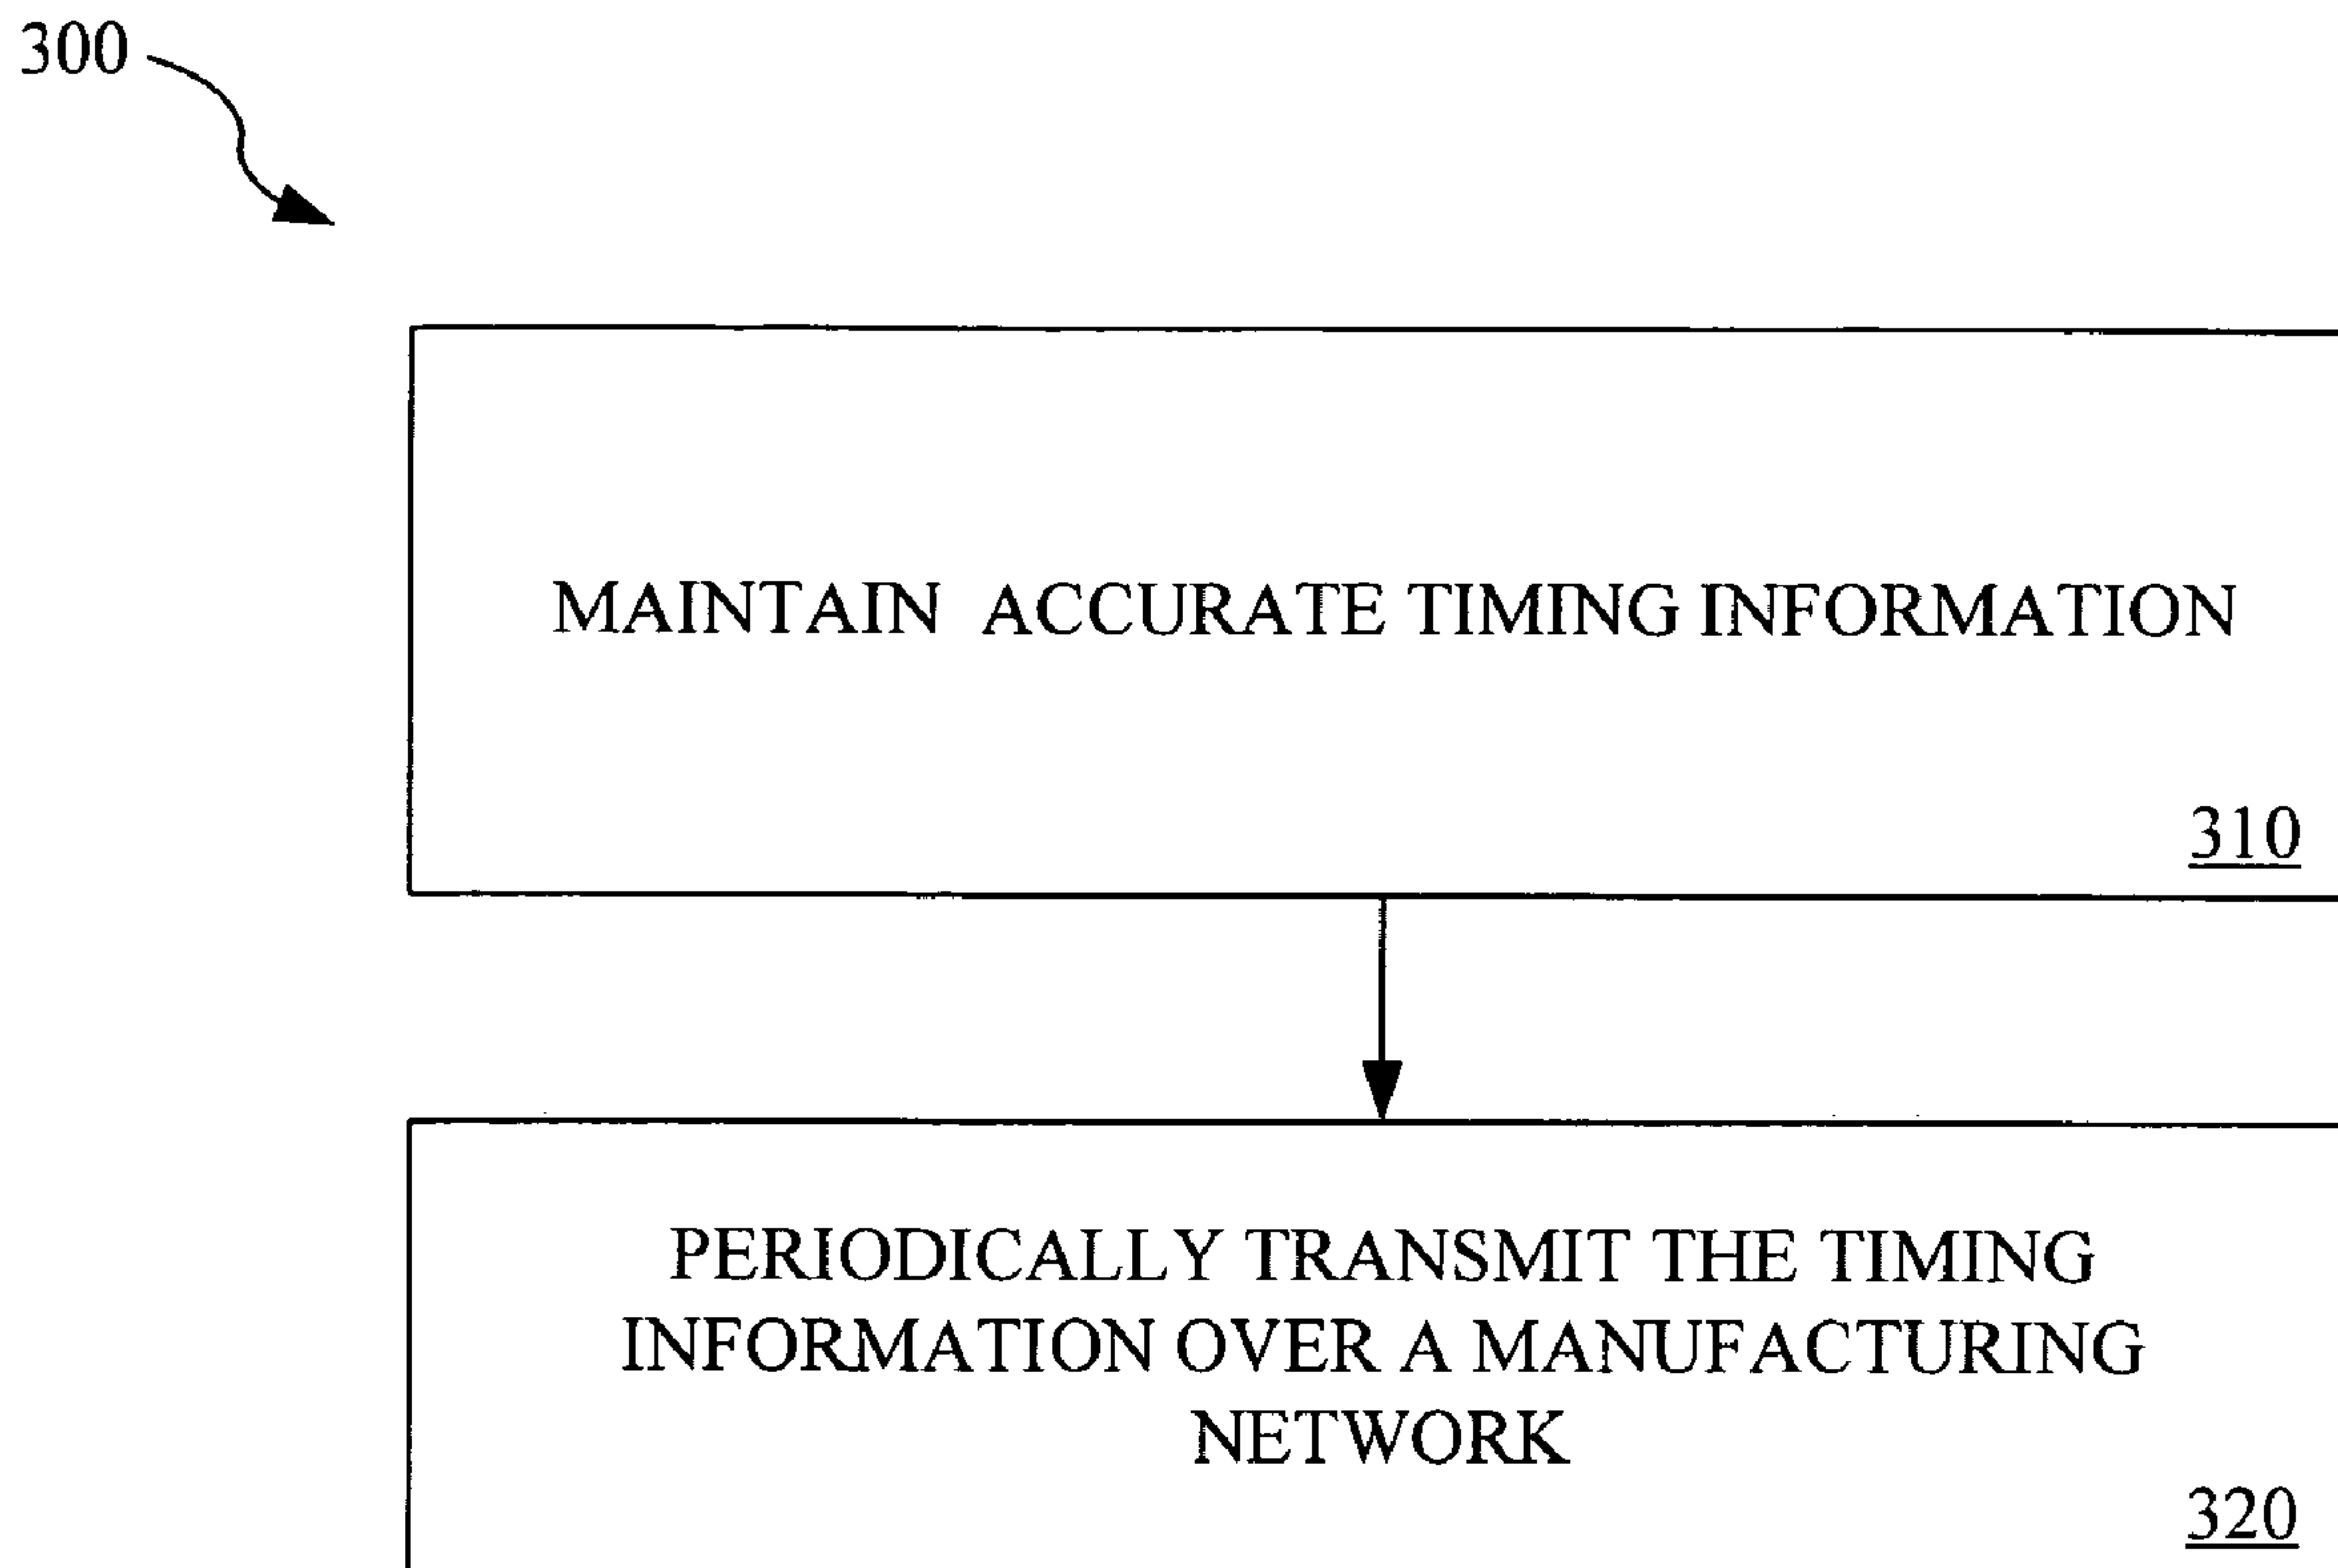 300
MAINTAIN ACCURATE TIMING INFORMATION
310
PERIODICALLY TRANSMIT THE TIMING
INFORMATION OVER A MANUFACTURING
NETWORK
320